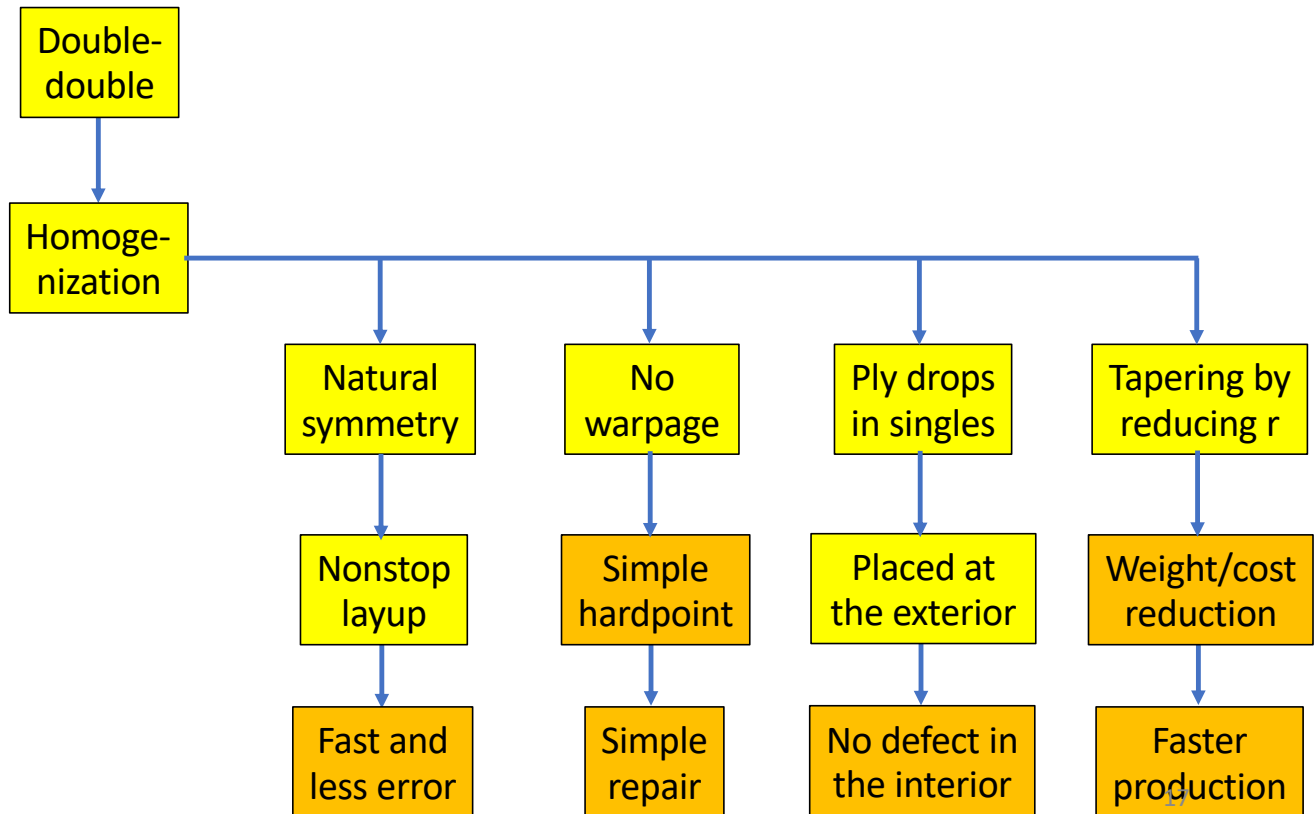 Double-
double
Homoge-
nization
Natural
symmetry
No
warpage
Ply drops
in singles
Tapering by
reducing r
Nonstop
layup
Simple
hardpoint
Placed at
the exterior
Weight/cost
reduction
Fast and
less error
Simple
repair
No defect in
the interior
Faster
production
17